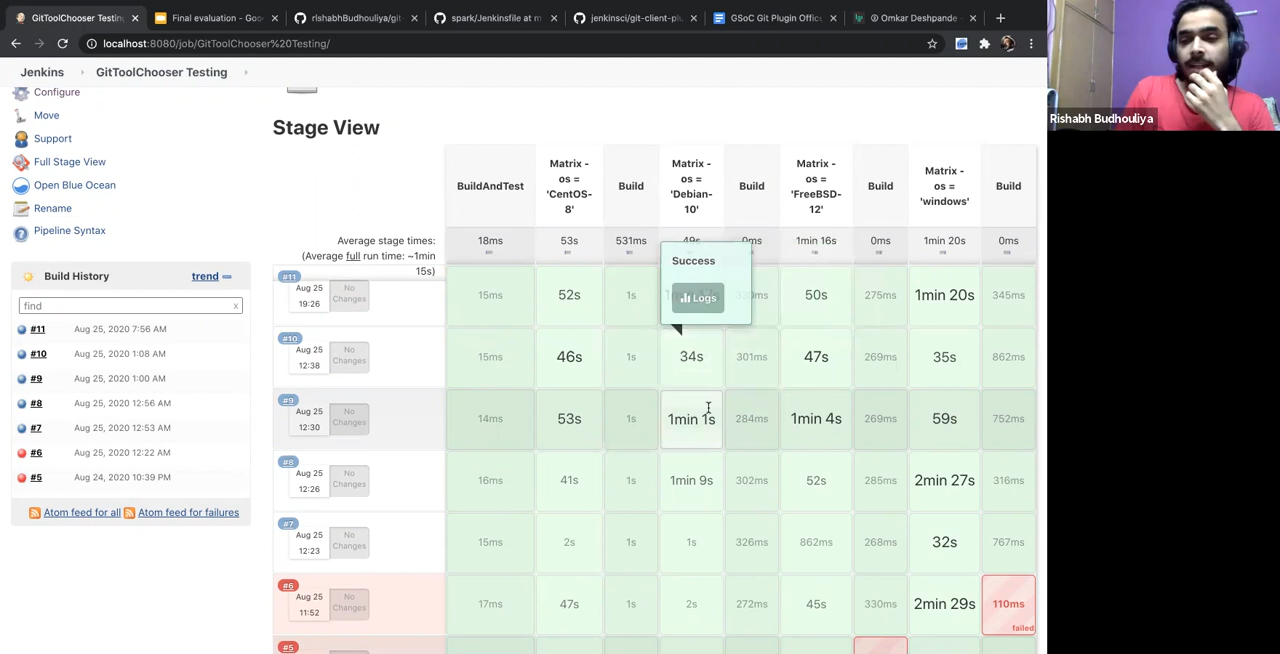 GitToolChooser Testing
Final evaluation - Goo
rishabhBudhouliya/git-
spark/Jenkinsfile at m
jenkinsci/git-client-plu
GSoC Git Plugin Office
Omkar Deshpande -
localhost:8080/job/GitToolChooser%20Testing/
Jenkins
GitToolChooser Testing
Configure
Move
Support
Full Stage View
Open Blue Ocean
Rename
Pipeline Syntax
Build History
trend
find
x
#11 Aug 25, 2020 7:56 AM
#10 Aug 25, 2020 1:08 AM
#9 Aug 25, 2020 1:00 AM
#8 Aug 25, 2020 12:56 AM
#7 Aug 25, 2020 12:53 AM
#6 Aug 25, 2020 12:22 AM
#5 Aug 24, 2020 10:39 PM
Atom feed for all Atom feed for failures
Stage View
BuildAndTest
Matrix -
os =
'CentOS-
8'
Build
Matrix -
os =
'Debian-
10'
Build
Matrix -
os =
'FreeBSD-
12'
Build
Matrix -
os =
'windows'
Build
Average stage times:
(Average full run time: ~1min
15s)
18ms 53s 531ms 49s 0ms 1min 16s 0ms 1min 20s 0ms
#11
Aug 25
19:26
No
Changes
15ms 52s 1s 50s 275ms 1min 20s 345ms
Success
Logs
#10
Aug 25
12:38
No
Changes
15ms 46s 1s 34s 301ms 47s 269ms 35s 862ms
#9
Aug 25
12:30
No
Changes
14ms 53s 1s 1min 1s 284ms 1min 4s 269ms 59s 752ms
#8
Aug 25
12:26
No
Changes
16ms 41s 1s 1min 9s 302ms 52s 285ms 2min 27s 316ms
#7
Aug 25
12:23
No
Changes
15ms 2s 1s 1s 326ms 862ms 268ms 32s 767ms
#6
Aug 25
11:52
No
Changes
17ms 47s 1s 2s 272ms 45s 330ms 2min 29s 110ms
failed
#5
Rishabh Budhouliya